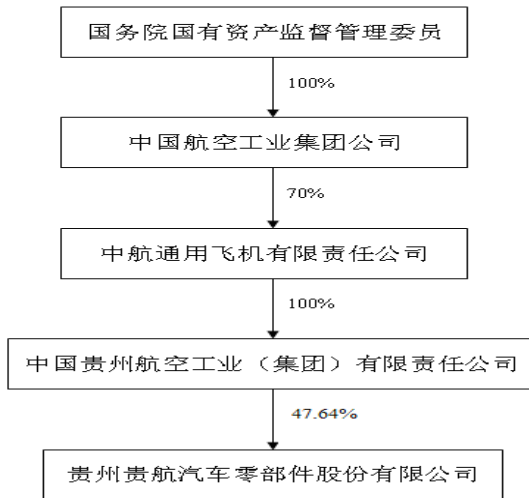 国务院国有资产监督管理委员
100%
中国航空工业集团公司
70%
中航通用飞机有限责任公司
100%
中国贵州航空工业（集团）有限责任公司
47.64%
贵州贵航汽车零部件股份有限公司